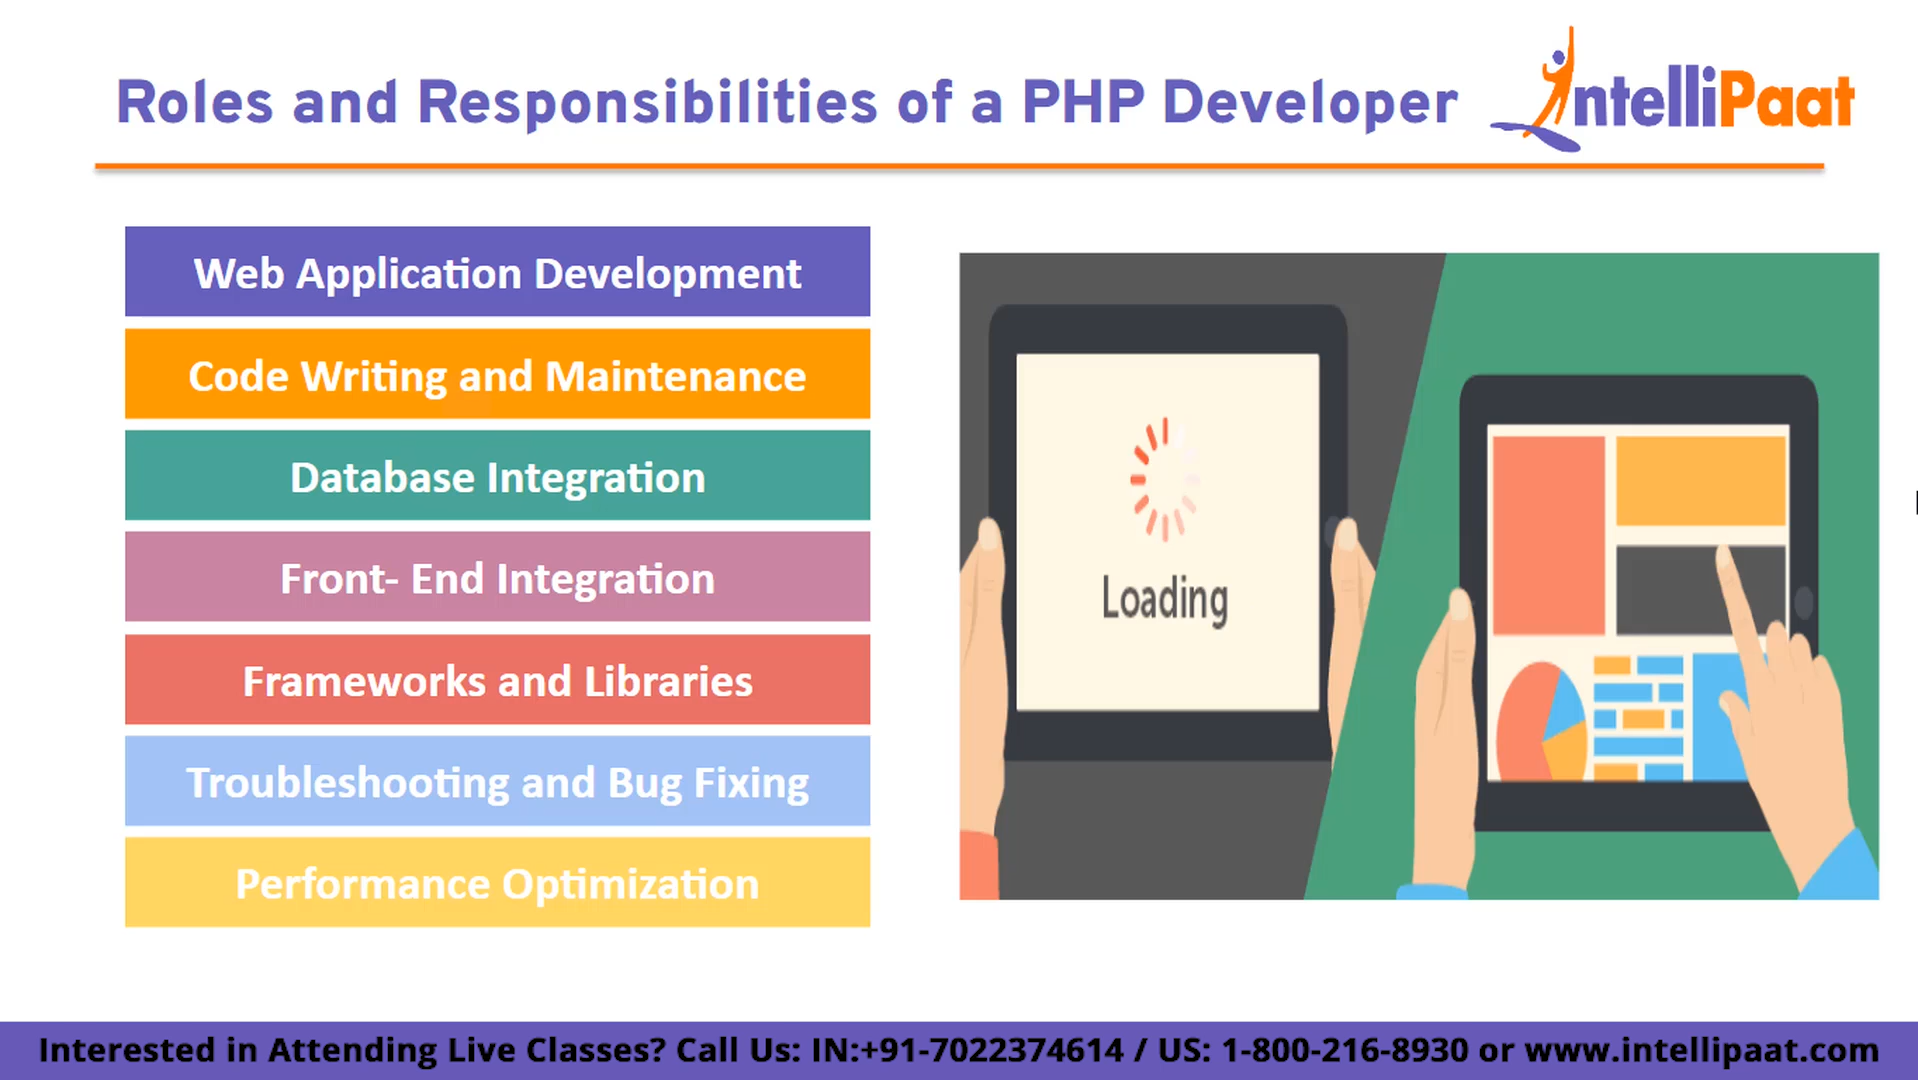 Roles and Responsibilities of a PHP Developer
IntelliPaat
Web Application Development
Code Writing and Maintenance
Database Integration
Front- End Integration
Frameworks and Libraries
Troubleshooting and Bug Fixing
Performance Optimization
Loading
Interested in Attending Live Classes? Call Us: IN:+91-7022374614 / US: 1-800-216-8930 or www.intellipaat.com